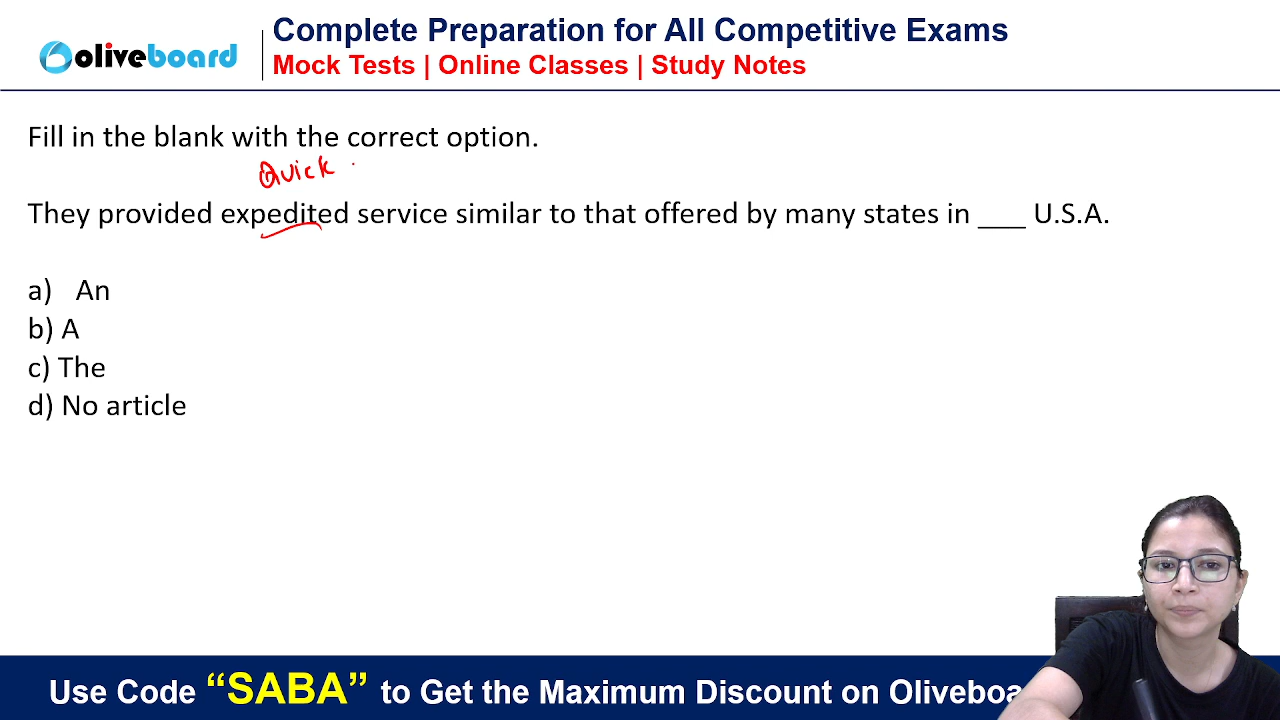 oliveboard
Complete Preparation for All Competitive Exams
Mock Tests | Online Classes | Study Notes
Fill in the blank with the correct option.
Quick
They provided expedited service similar to that offered by many states in ___ U.S.A.
a) An
b) A
c) The
d) No article
Use Code “SABA” to Get the Maximum Discount on Oliveboa